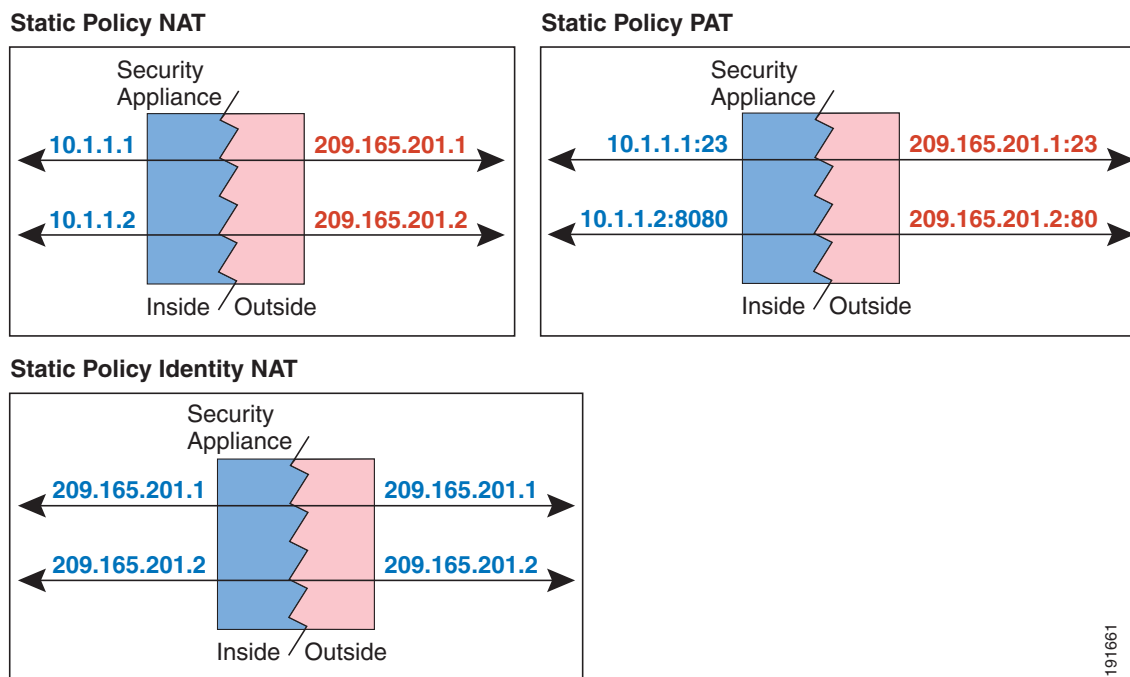 Static Policy NAT
Security
Appliance
10.1.1.1
209.165.201.1
10.1.1.2
209.165.201.2
Inside
Outside
Static Policy PAT
Security
Appliance
10.1.1.1:23
209.165.201.1:23
10.1.1.2:8080
209.165.201.2:80
Inside
Outside
Static Policy Identity NAT
Security
Appliance
209.165.201.1
209.165.201.1
209.165.201.2
209.165.201.2
Inside
Outside
191661